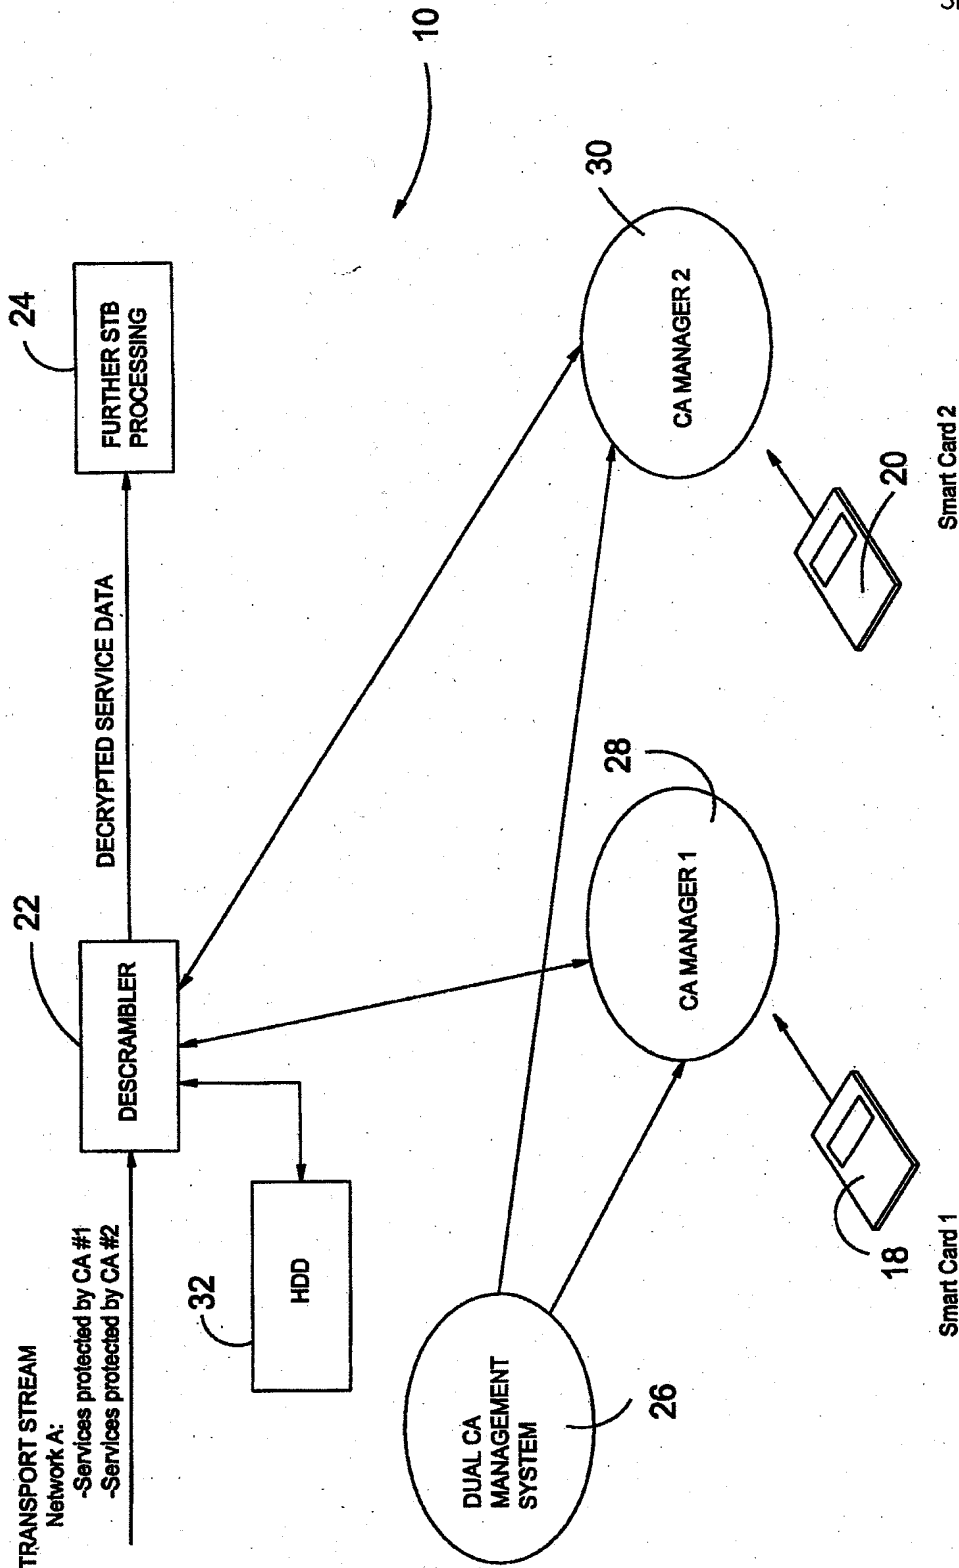 TRANSPORT STREAM
Network A:
-Services protected by CA #1
-Services protected by CA #2
22
DESCRAMBLER
DECRYPTED SERVICE DATA
24
FURTHER STB
PROCESSING
32
HDD
10
DUAL CA
MANAGEMENT
SYSTEM
26
CA MANAGER 1
28
CA MANAGER 2
30
18
Smart Card 1
20
Smart Card 2